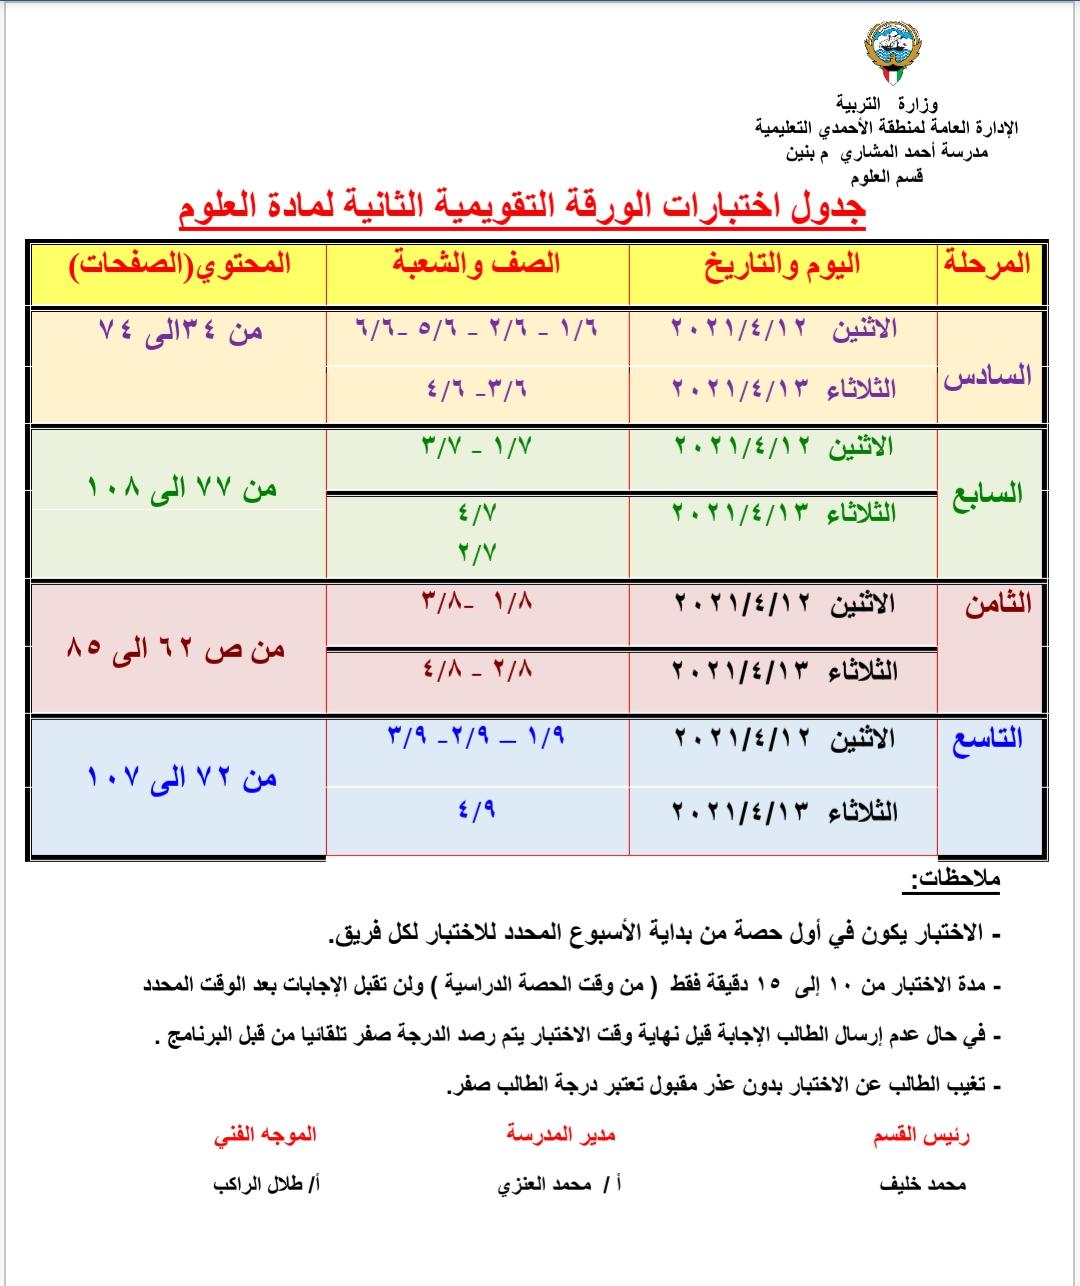 وزارة التربية
الإدارة العامة لمنطقة الأحمدي التعليمية
مدرسة أحمد المشاري م بنين
قسم العلوم
جدول اختبارات الورقة التقويمية الثانية لمادة العلوم
المرحلة اليوم والتاريخ الصف والشعبة المحتوي(الصفحات)
السادس
الاثنين ٢٠٢١/٤/١٢ ١/٦ - ٢/٦ - ٥/٦ -٦/٦ من ٣٤الى ٧٤
الثلاثاء ٢٠٢١/٤/١٣ ٣/٦- ٤/٦
السابع
الاثنين ٢٠٢١/٤/١٢ ١/٧ - ٣/٧
من ٧٧ الى ١٠٨
الثلاثاء ٢٠٢١/٤/١٣ ٤/٧
٢/٧
الثامن الاثنين ٢٠٢١/٤/١٢ ١/٨ -٣/٨
من ص ٦٢ الى ٨٥
الثلاثاء ٢٠٢١/٤/١٣ ٢/٨ - ٤/٨
التاسع الاثنين ٢٠٢١/٤/١٢ ١/٩ – ٢/٩- ٣/٩
من ٧٢ الى ١٠٧
الثلاثاء ٢٠٢١/٤/١٣ ٤/٩
ملاحظات:
- الاختبار يكون في أول حصة من بداية الأسبوع المحدد للاختبار لكل فريق.
- مدة الاختبار من ١٠ إلى ١٥ دقيقة فقط ( من وقت الحصة الدراسية ) ولن تقبل الإجابات بعد الوقت المحدد
- في حال عدم إرسال الطالب الإجابة قيل نهاية وقت الاختبار يتم رصد الدرجة صفر تلقائيا من قبل البرنامج .
- تغيب الطالب عن الاختبار بدون عذر مقبول تعتبر درجة الطالب صفر.
رئيس القسم مدير المدرسة الموجه الفني
محمد خليف أ / محمد العنزي أ/ طلال الراكب